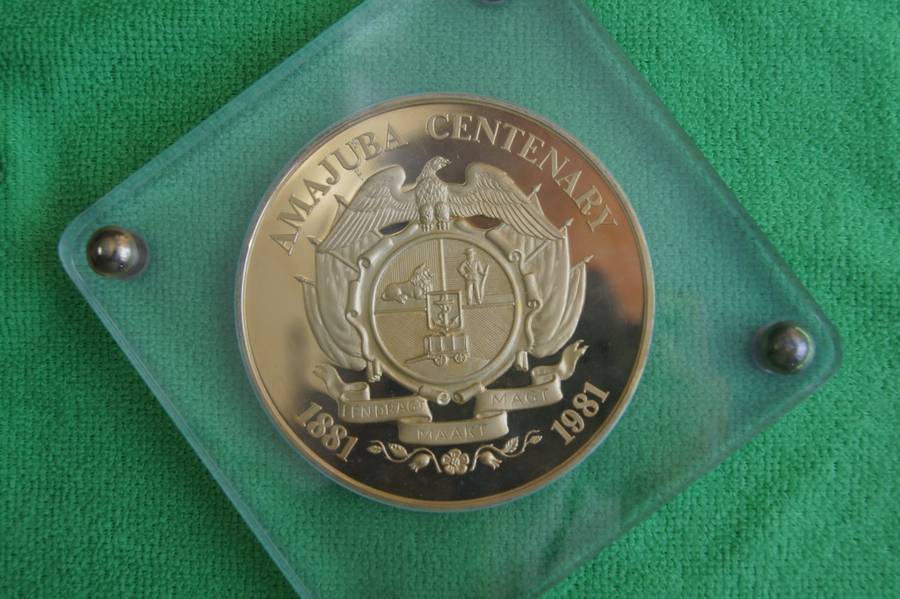 AMAJUBA CENTENARY
EENDRAGT
MAAKT
MAGT
1881
1981